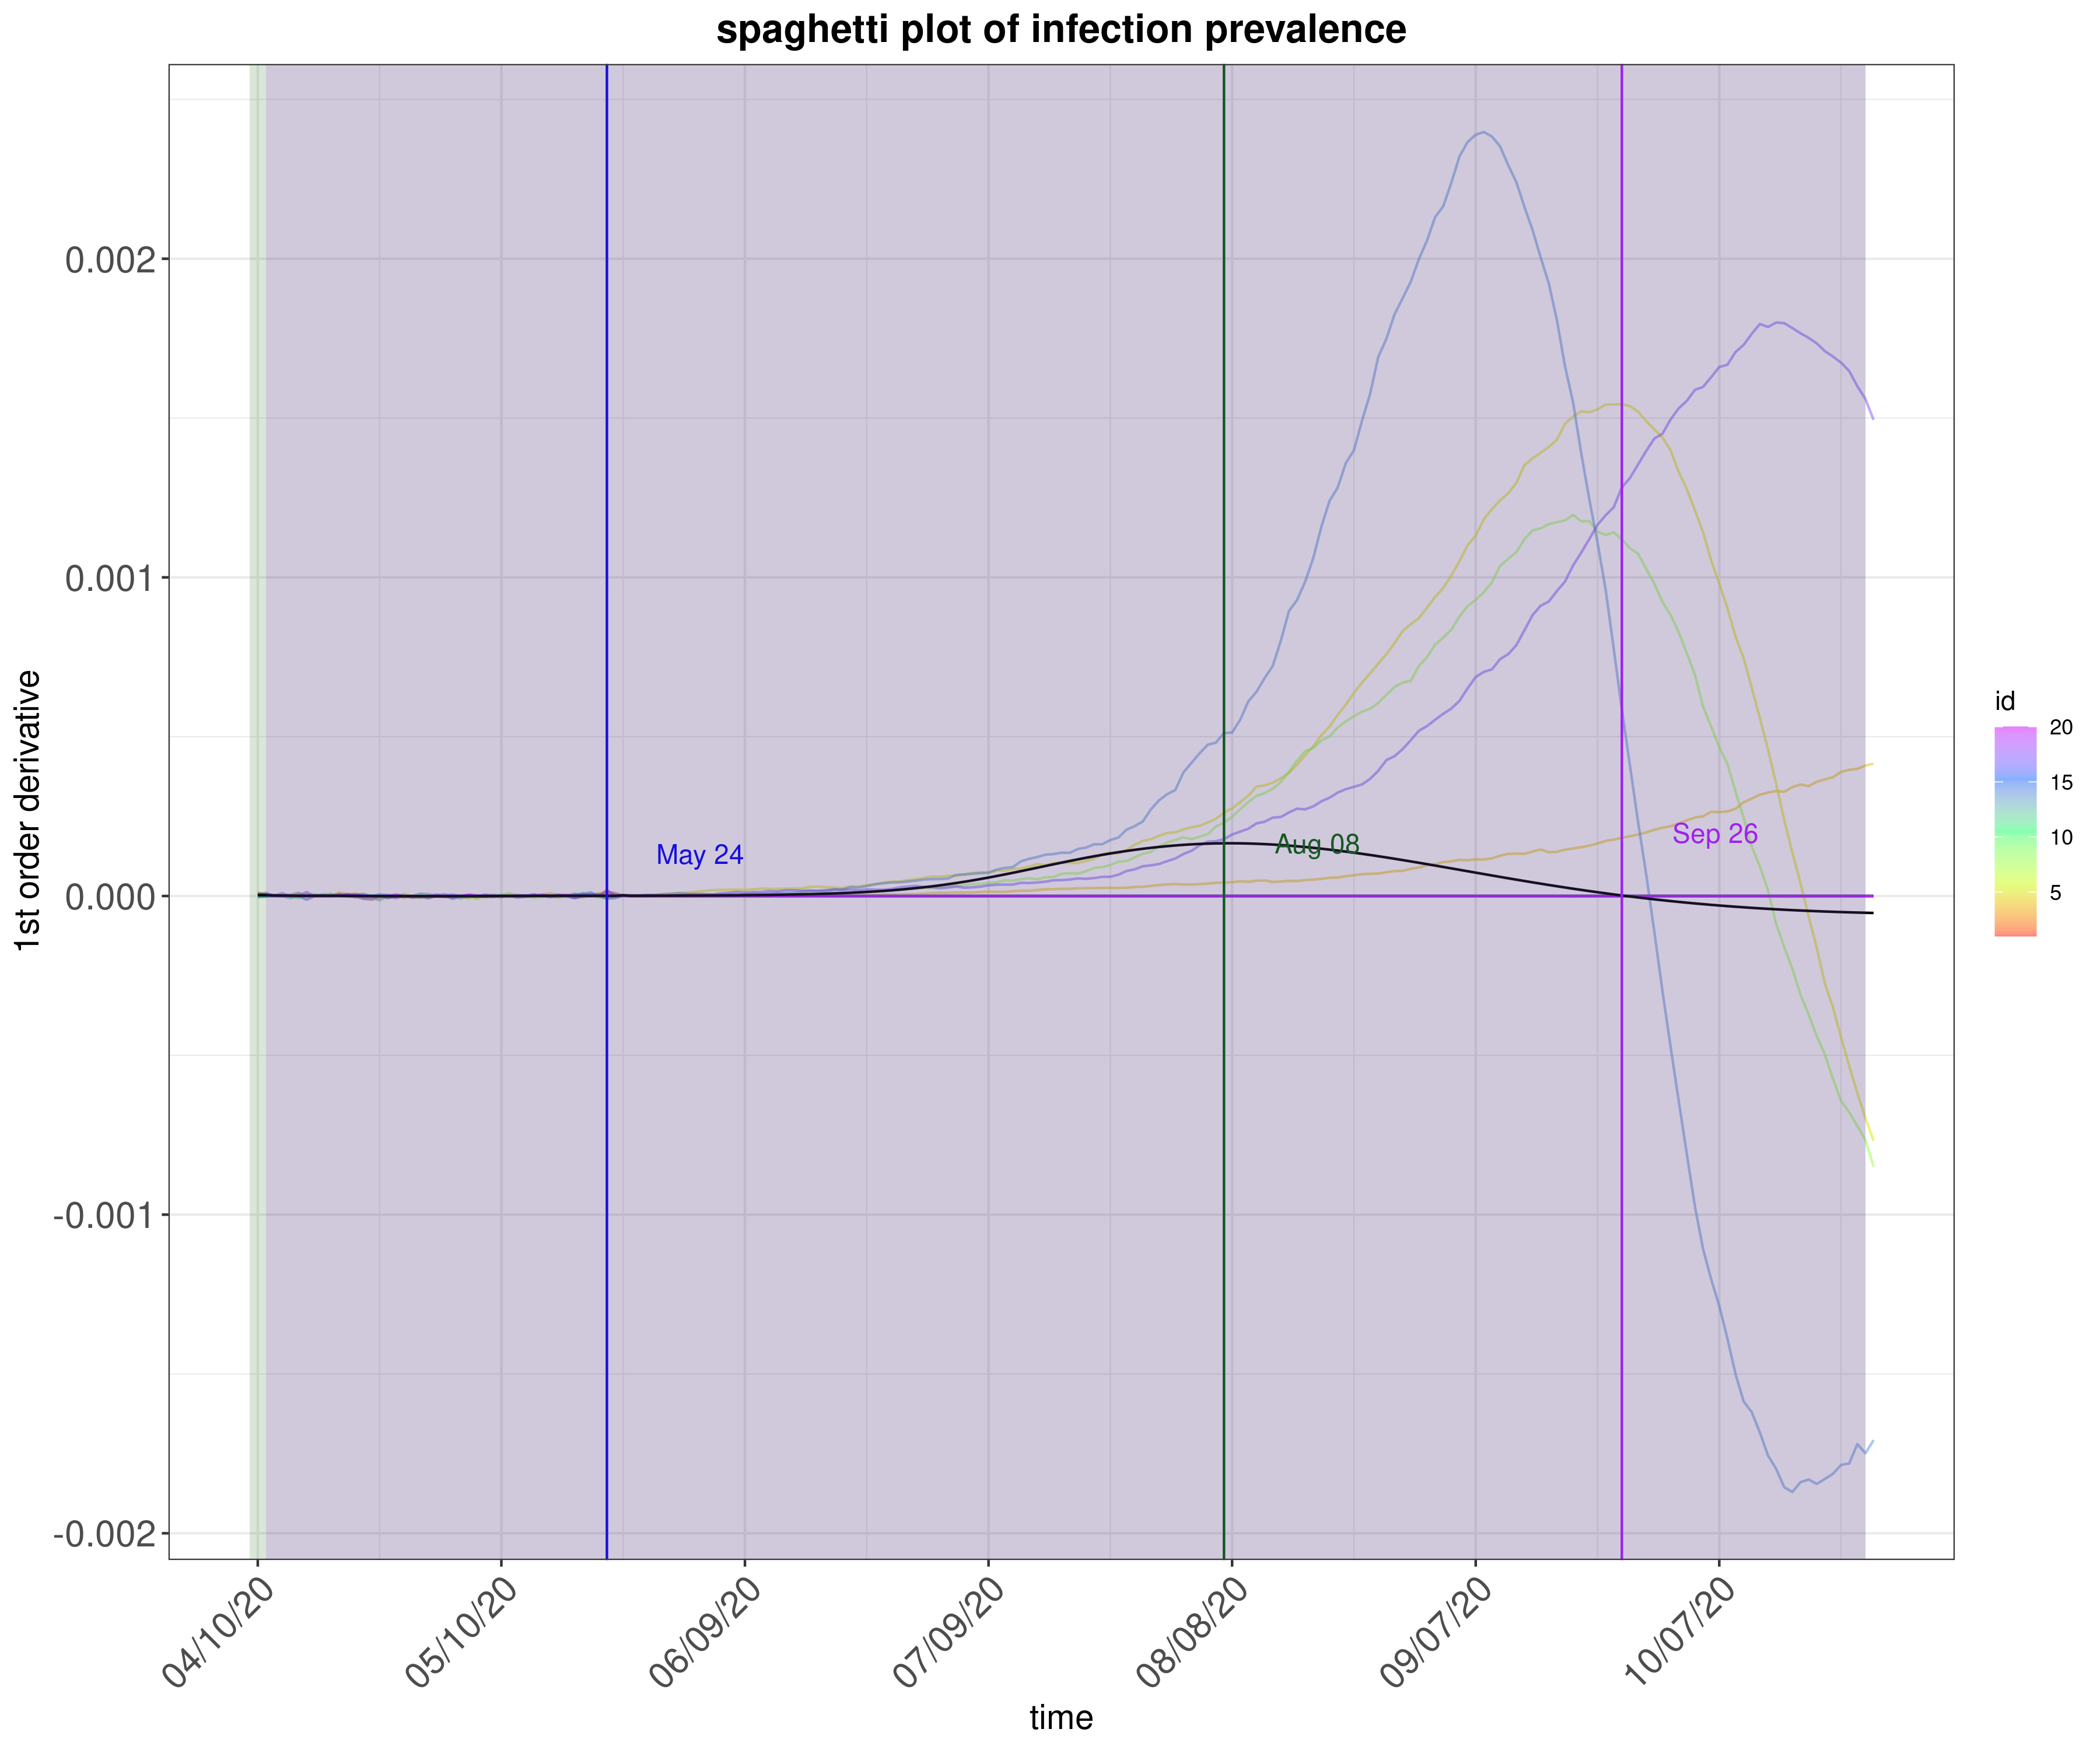 spaghetti plot of infection prevalence
1st order derivative
0.002
0.001
0.000
-0.001
-0.002
May 24
Aug 08
Sep 26
04/10/20
05/10/20
06/09/20
07/09/20
08/08/20
09/07/20
10/07/20
time
id
20
15
10
5